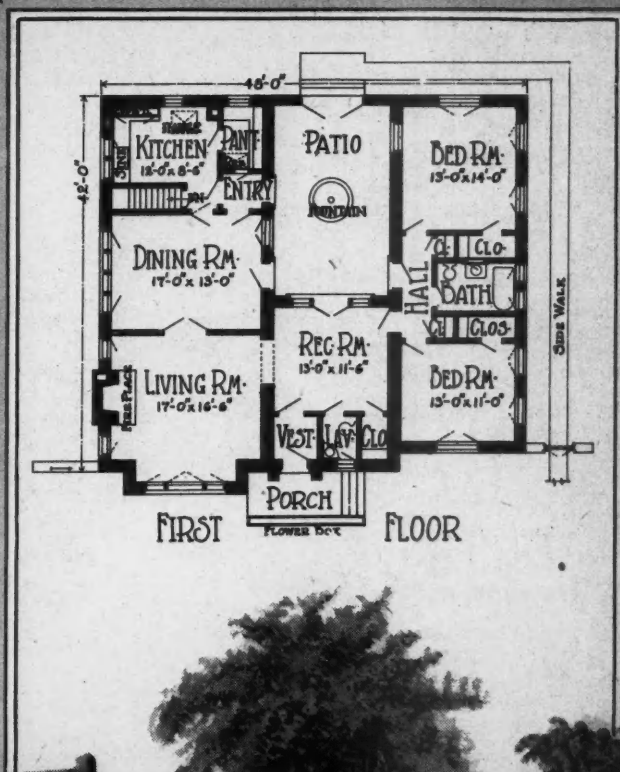 48'-0"
42'-0"
RANGE
SINK
KITCHEN
12'-0" x 8'-6"
PANT.
ENTRY
DN
PATIO
FOUNTAIN
BED RM.
13'-0" x 14'-0"
CL.
CLO.
DINING RM.
17'-0" x 13'-0"
HALL
BATH
SIDE WALK
CL.
CLOS.
REC. RM.
13'-0" x 11'-6"
BED RM.
13'-0" x 11'-0"
FIRE PLACE
LIVING RM.
17'-0" x 16'-6"
VEST.
LAV.
CLO.
PORCH
FLOWER BOX
FIRST FLOOR